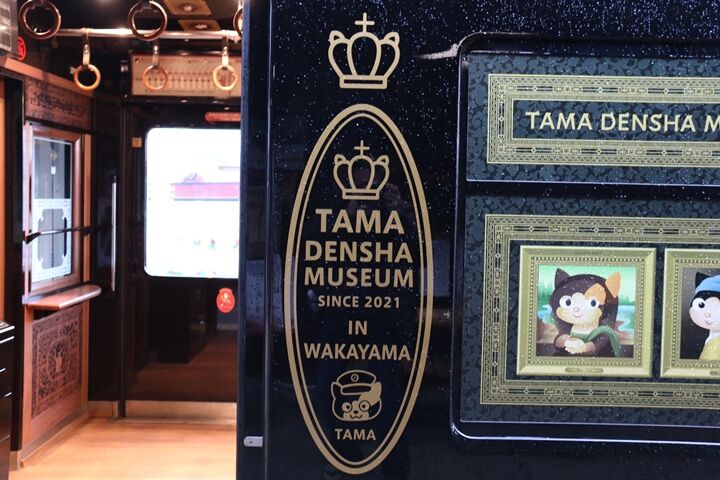 TAMA
DENSHA
MUSEUM
SINCE 2021
IN
WAKAYAMA
TAMA
TAMA DENSHA M